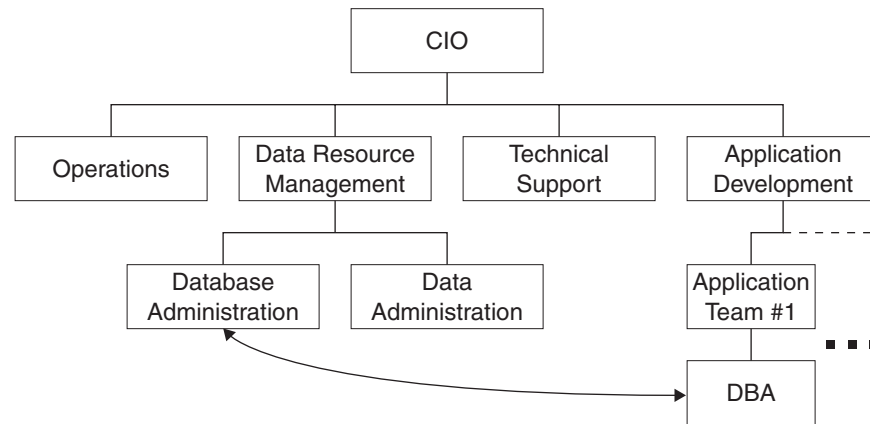 CIO
Operations
Data Resource
Management
Technical
Support
Application
Development
Database
Administration
Data
Administration
Application
Team #1
DBA